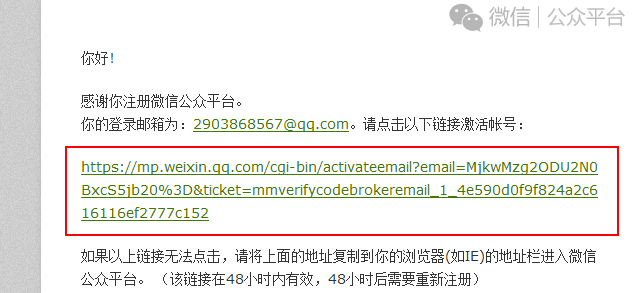 微信 | 公众平台
你好!
感谢你注册微信公众平台。
你的登录邮箱为：2903868567@qq.com。请点击以下链接激活帐号：
https://mp.weixin.qq.com/cgi-bin/activateemail?email=MjkwMzg2ODU2N0
BxcS5jb20%3D&ticket=mmverifycodebrokeremail_1_4e590d0f9f824a2c6
16116ef2777c152
如果以上链接无法点击，请将上面的地址复制到你的浏览器(如IE)的地址栏进入微信
公众平台。（该链接在48小时内有效，48小时后需要重新注册）